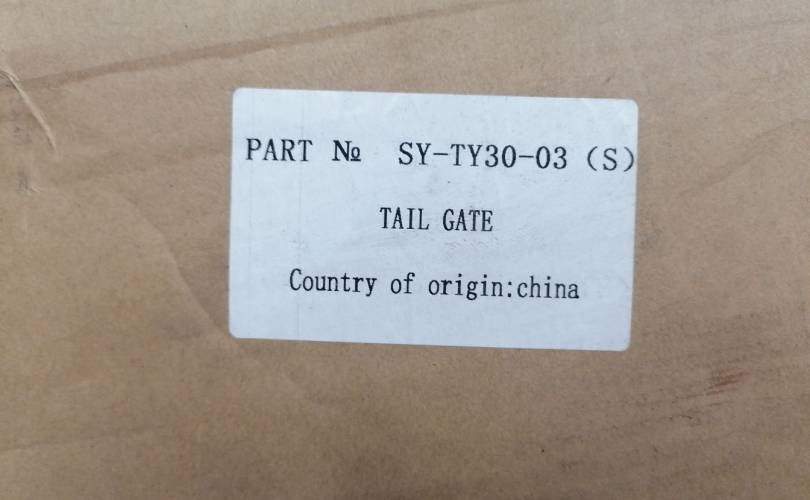 PART № SY-TY30-03 (S)
TAIL GATE
Country of origin:china